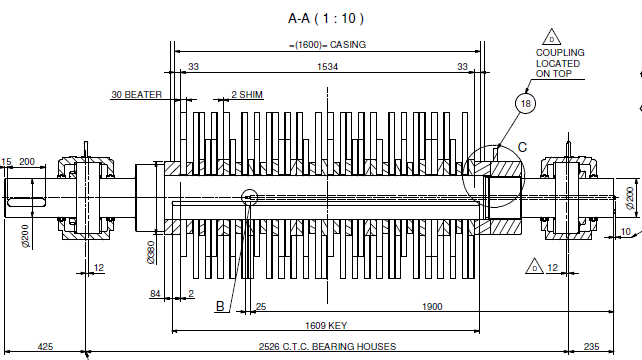 A-A ( 1 : 10 )
=(1600)= CASING
D
COUPLING
LOCATED
ON TOP
33
1534
33
30 BEATER
2 SHIM
18
C
15
200
Ø200
Ø380
Ø200
12
D
12
10
84
2
B
25
1900
1609 KEY
425
2526 C.T.C. BEARING HOUSES
235